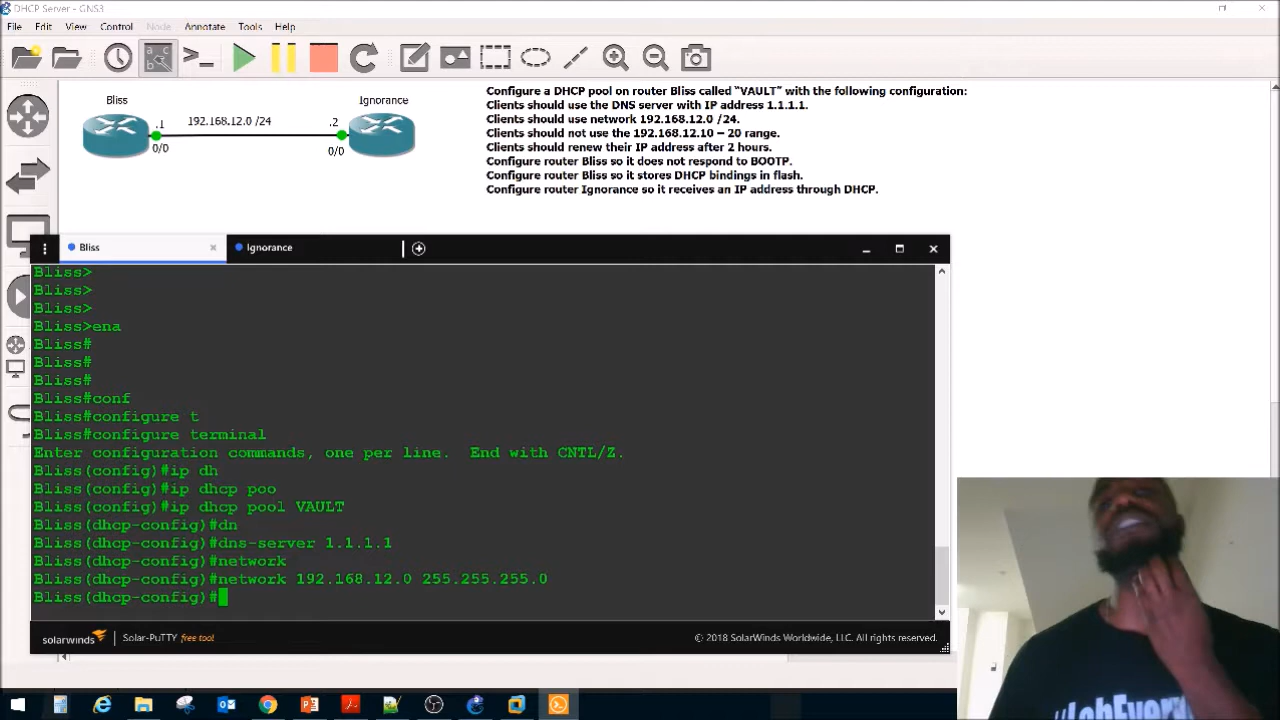 DHCP Server - GNS3
File Edit View Control Node Annotate Tools Help
Bliss
Ignorance
.1
192.168.12.0 /24
.2
0/0
0/0
Configure a DHCP pool on router Bliss called “VAULT” with the following configuration:
Clients should use the DNS server with IP address 1.1.1.1.
Clients should use network 192.168.12.0 /24.
Clients should not use the 192.168.12.10 – 20 range.
Clients should renew their IP address after 2 hours.
Configure router Bliss so it does not respond to BOOTP.
Configure router Bliss so it stores DHCP bindings in flash.
Configure router Ignorance so it receives an IP address through DHCP.
Bliss
Ignorance
Bliss>
Bliss>
Bliss>
Bliss>ena
Bliss#
Bliss#
Bliss#
Bliss#conf
Bliss#configure t
Bliss#configure terminal
Enter configuration commands, one per line. End with CNTL/Z.
Bliss(config)#ip dh
Bliss(config)#ip dhcp poo
Bliss(config)#ip dhcp pool VAULT
Bliss(dhcp-config)#dn
Bliss(dhcp-config)#dns-server 1.1.1.1
Bliss(dhcp-config)#network
Bliss(dhcp-config)#network 192.168.12.0 255.255.255.0
Bliss(dhcp-config)#
solarwinds Solar-PuTTY free tool
© 2018 SolarWinds Worldwide, LLC. All rights reserved.